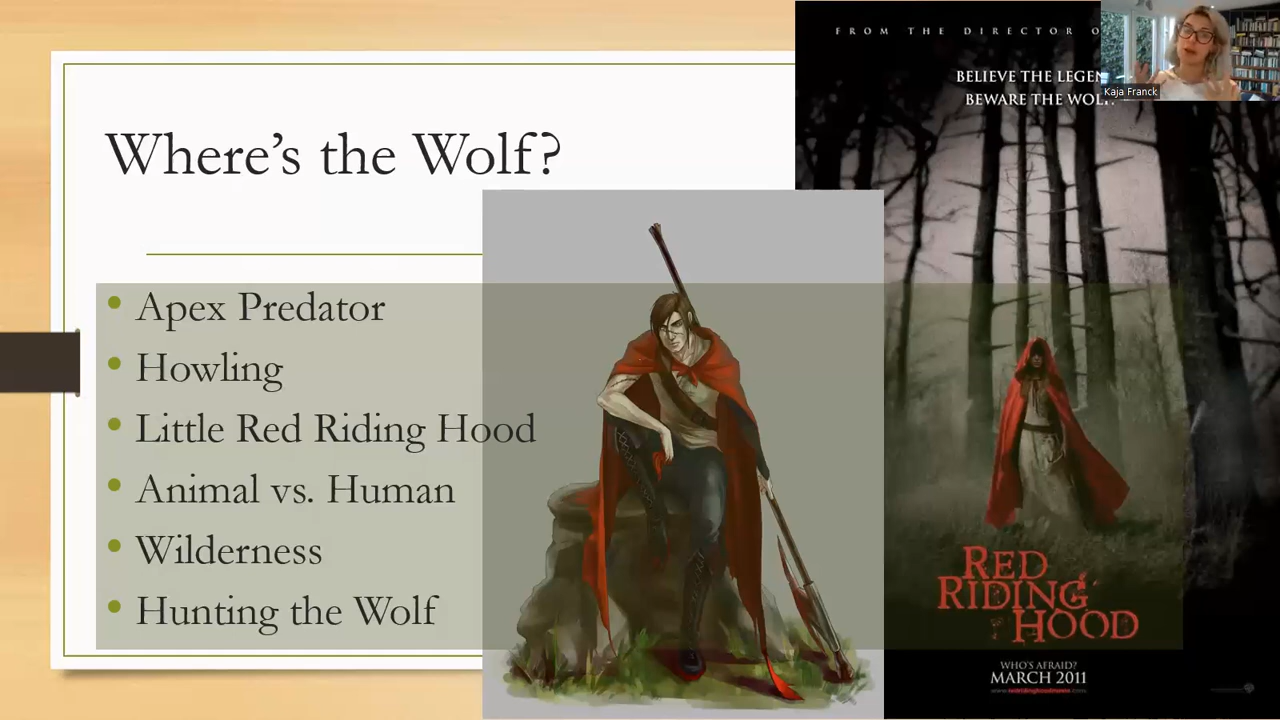 Where's the Wolf?
• Apex Predator
• Howling
• Little Red Riding Hood
• Animal vs. Human
• Wilderness
• Hunting the Wolf
FROM THE DIRECTOR O
BELIEVE THE LEGEN
BEWARE THE WOLF.
Kaja Franck
RED
RIDING
HOOD
WHO'S AFRAID?
MARCH 2011